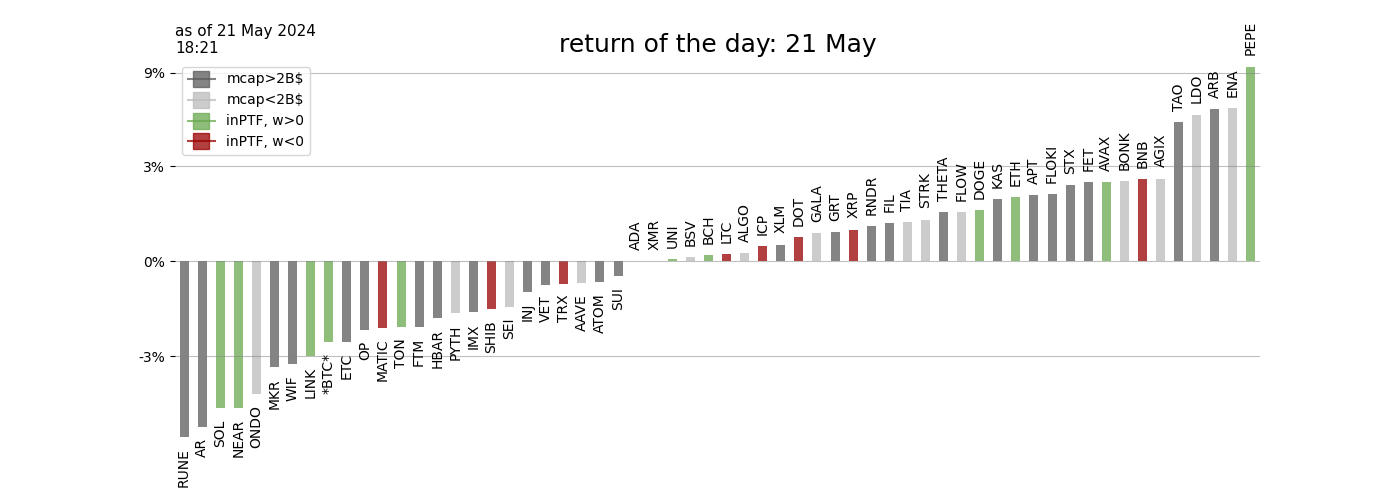 as of 21 May 2024
18:21
return of the day: 21 May
9%
3%
0%
-3%
mcap>2B$
mcap<2B$
inPTF, w>0
inPTF, w<0
RUNE
AR
SOL
NEAR
ONDO
MKR
WIF
LINK
*BTC*
ETC
OP
MATIC
TON
FTM
HBAR
PYTH
IMX
SHIB
SEI
INJ
VET
TRX
AAVE
ATOM
SUI
ADA
XMR
UNI
BSV
BCH
LTC
ALGO
ICP
XLM
DOT
GALA
GRT
XRP
RNDR
FIL
TIA
STRK
THETA
FLOW
DOGE
KAS
ETH
APT
FLOKI
STX
FET
AVAX
BONK
BNB
AGIX
TAO
LDO
ARB
ENA
PEPE